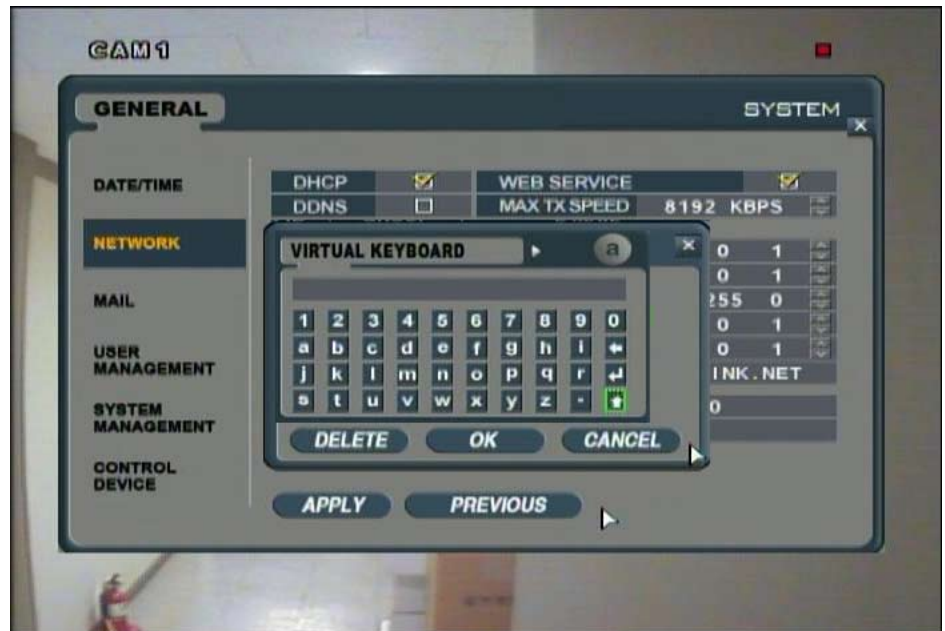 CAM 1
GENERAL
SYSTEM
DATE/TIME
NETWORK
MAIL
USER
MANAGEMENT
SYSTEM
MANAGEMENT
CONTROL
DEVICE
DHCP
WEB SERVICE
DDNS
MAX TX SPEED 8192 KBPS
VIRTUAL KEYBOARD a
1 2 3 4 5 6 7 8 9 0
a b c d e f g h i
j k l m n o p q r
s t u v w x y z -
DELETE OK CANCEL
0 1
0 1
255 0
0 1
0 1
INK.NET
0
APPLY PREVIOUS